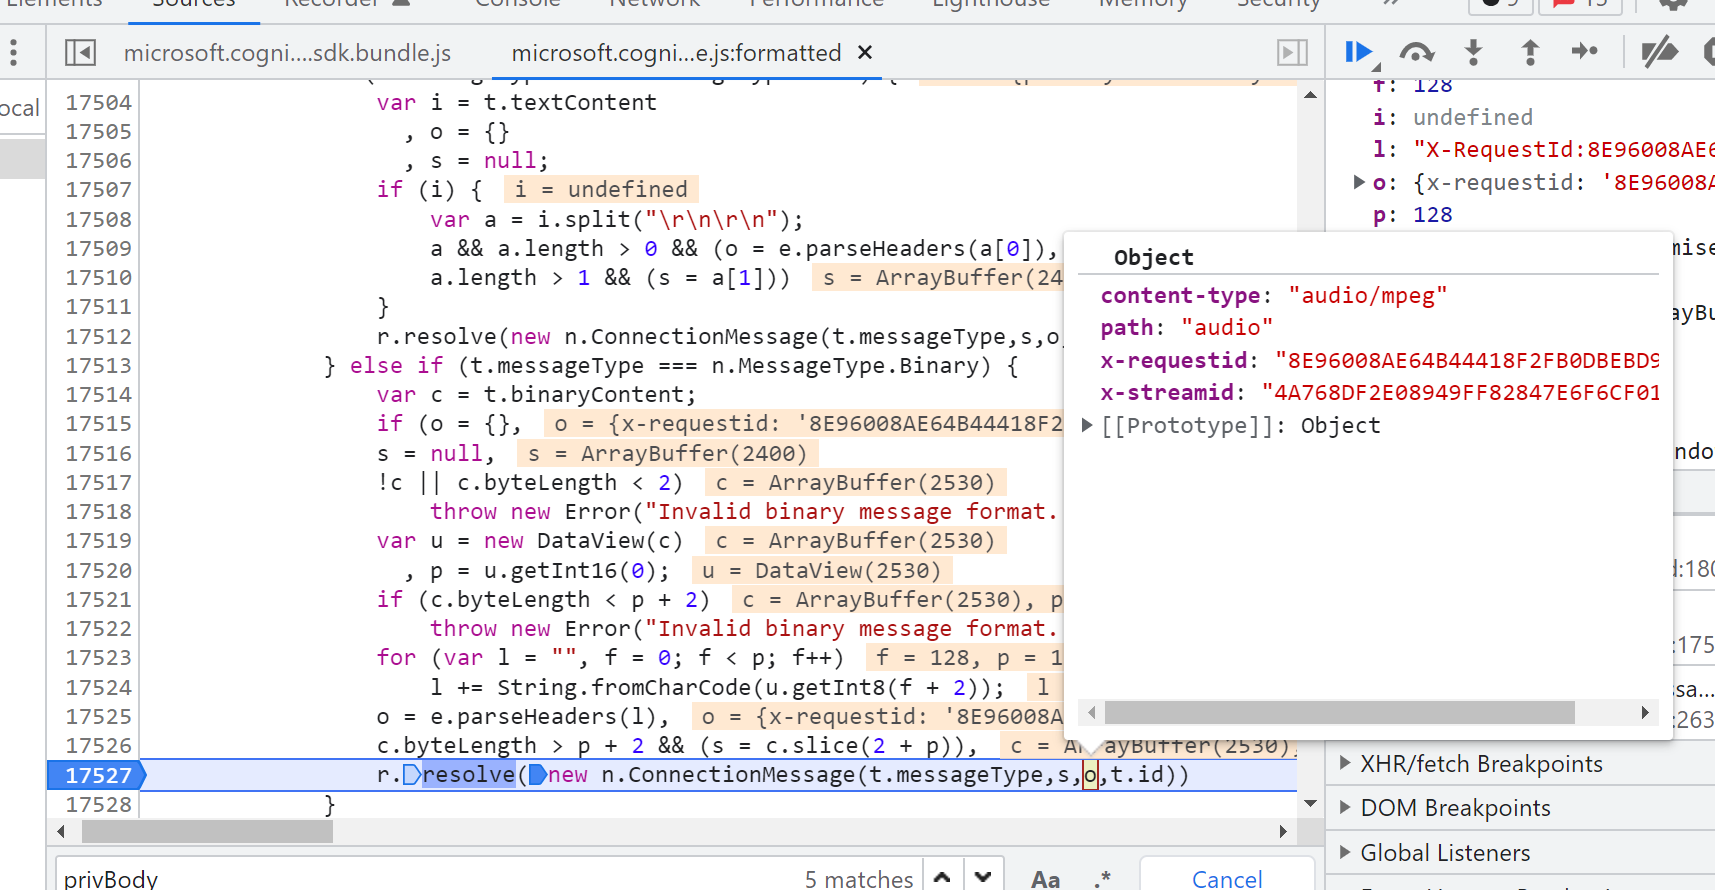 Elements Sources Recorder Console Network Performance Lighthouse Memory Security » 9 15
microsoft.cogni....sdk.bundle.js microsoft.cogni...e.js:formatted ×
ocal
17504 var i = t.textContent
17505 , o = {}
17506 , s = null;
17507 if (i) { i = undefined
17508 var a = i.split("\r\n\r\n");
17509 a && a.length > 0 && (o = e.parseHeaders(a[0]),
17510 a.length > 1 && (s = a[1])) s = ArrayBuffer(24
17511 }
17512 r.resolve(new n.ConnectionMessage(t.messageType,s,o
17513 } else if (t.messageType === n.MessageType.Binary) {
17514 var c = t.binaryContent;
17515 if (o = {}, o = {x-requestid: '8E96008AE64B44418F2
17516 s = null, s = ArrayBuffer(2400)
17517 !c || c.byteLength < 2) c = ArrayBuffer(2530)
17518 throw new Error("Invalid binary message format.
17519 var u = new DataView(c) c = ArrayBuffer(2530)
17520 , p = u.getInt16(0); u = DataView(2530)
17521 if (c.byteLength < p + 2) c = ArrayBuffer(2530), p
17522 throw new Error("Invalid binary message format.
17523 for (var l = "", f = 0; f < p; f++) f = 128, p = 1
17524 l += String.fromCharCode(u.getInt8(f + 2)); l
17525 o = e.parseHeaders(l), o = {x-requestid: '8E96008A
17526 c.byteLength > p + 2 && (s = c.slice(2 + p)), c = ArrayBuffer(2530),
17527 r.resolve(new n.ConnectionMessage(t.messageType,s,o,t.id))
17528 }
privBody 5 matches Aa .* Cancel
f: 128
i: undefined
l: "X-RequestId:8E96008AE6
o: {x-requestid: '8E96008A
p: 128
Object
content-type: "audio/mpeg"
path: "audio"
x-requestid: "8E96008AE64B44418F2FB0DBEBD9
x-streamid: "4A768DF2E08949FF82847E6F6CF01
[[Prototype]]: Object
mise
ayBu
ndo
:180
:175
ssa...
:263
XHR/fetch Breakpoints
DOM Breakpoints
Global Listeners